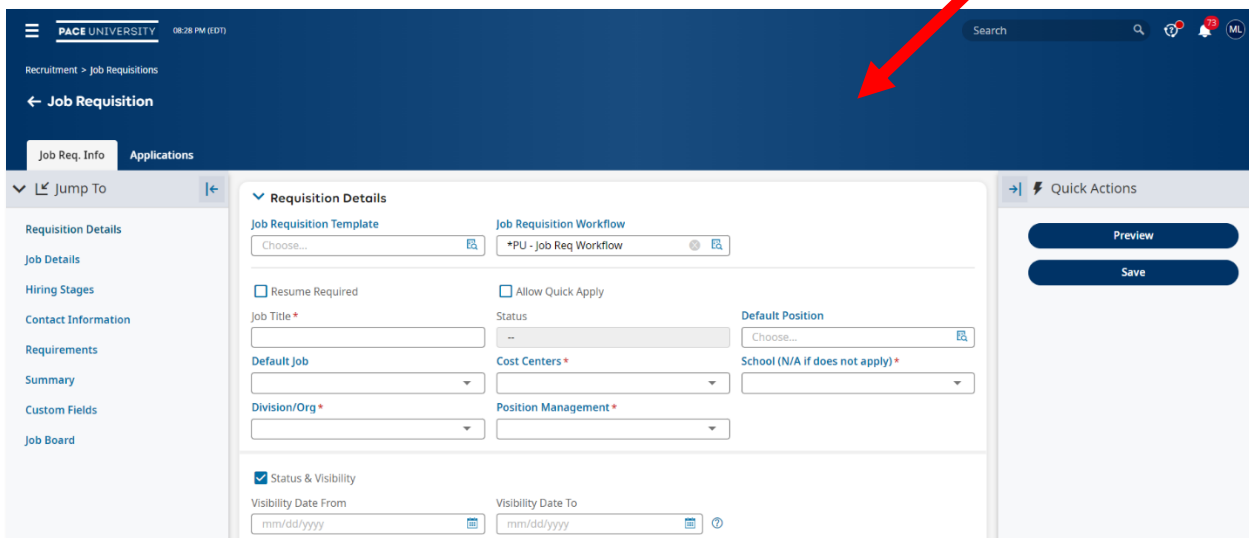 PACE UNIVERSITY 08:28 PM (EDT) Search 73 ML
Recruitment > Job Requisitions
← Job Requisition
Job Req. Info Applications
Jump To
Requisition Details
Job Details
Hiring Stages
Contact Information
Requirements
Summary
Custom Fields
Job Board
Requisition Details
Job Requisition Template Job Requisition Workflow
Choose... *PU - Job Req Workflow
Resume Required Allow Quick Apply
Job Title * Status Default Position
-- Choose...
Default Job Cost Centers * School (N/A if does not apply) *
Division/Org * Position Management *
Status & Visibility
Visibility Date From Visibility Date To
mm/dd/yyyy mm/dd/yyyy
Quick Actions
Preview
Save